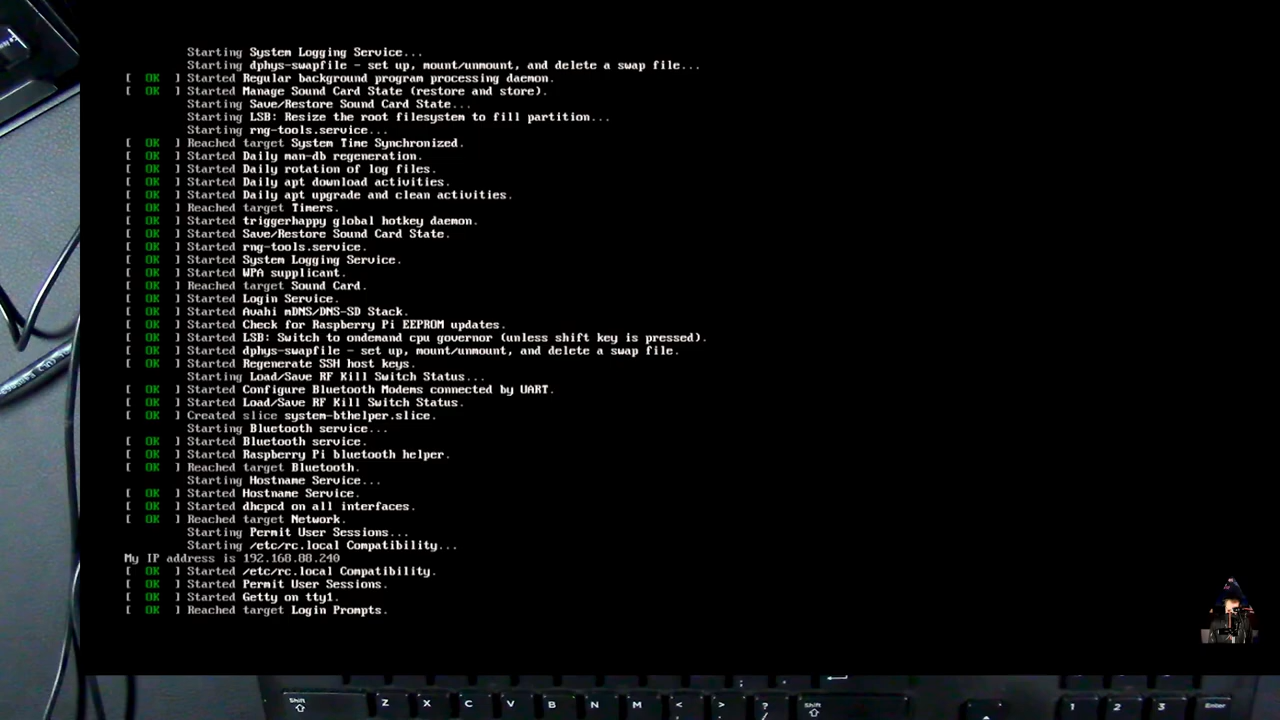 Starting System Logging Service...
Starting dphys-swapfile - set up, mount/unmount, and delete a swap file...
[ OK ] Started Regular background program processing daemon.
[ OK ] Started Manage Sound Card State (restore and store).
Starting Save/Restore Sound Card State...
Starting LSB: Resize the root filesystem to fill partition...
Starting rng-tools.service...
[ OK ] Reached target System Time Synchronized.
[ OK ] Started Daily man-db regeneration.
[ OK ] Started Daily rotation of log files.
[ OK ] Started Daily apt download activities.
[ OK ] Started Daily apt upgrade and clean activities.
[ OK ] Reached target Timers.
[ OK ] Started triggerhappy global hotkey daemon.
[ OK ] Started Save/Restore Sound Card State.
[ OK ] Started rng-tools.service.
[ OK ] Started System Logging Service.
[ OK ] Started WPA supplicant.
[ OK ] Reached target Sound Card.
[ OK ] Started Login Service.
[ OK ] Started Avahi mDNS/DNS-SD Stack.
[ OK ] Started Check for Raspberry Pi EEPROM updates.
[ OK ] Started LSB: Switch to ondemand cpu governor (unless shift key is pressed).
[ OK ] Started dphys-swapfile - set up, mount/unmount, and delete a swap file.
[ OK ] Started Regenerate SSH host keys.
Starting Load/Save RF Kill Switch Status...
[ OK ] Started Configure Bluetooth Modems connected by UART.
[ OK ] Started Load/Save RF Kill Switch Status.
[ OK ] Created slice system-bthelper.slice.
Starting Bluetooth service...
[ OK ] Started Bluetooth service.
[ OK ] Started Raspberry Pi bluetooth helper.
[ OK ] Reached target Bluetooth.
Starting Hostname Service...
[ OK ] Started Hostname Service.
[ OK ] Started dhcpcd on all interfaces.
[ OK ] Reached target Network.
Starting Permit User Sessions...
Starting /etc/rc.local Compatibility...
My IP address is 192.168.88.240
[ OK ] Started /etc/rc.local Compatibility.
[ OK ] Started Permit User Sessions.
[ OK ] Started Getty on tty1.
[ OK ] Reached target Login Prompts.
Shift Z X C V B N M < , > . ? / Shift 1 2 3 Enter